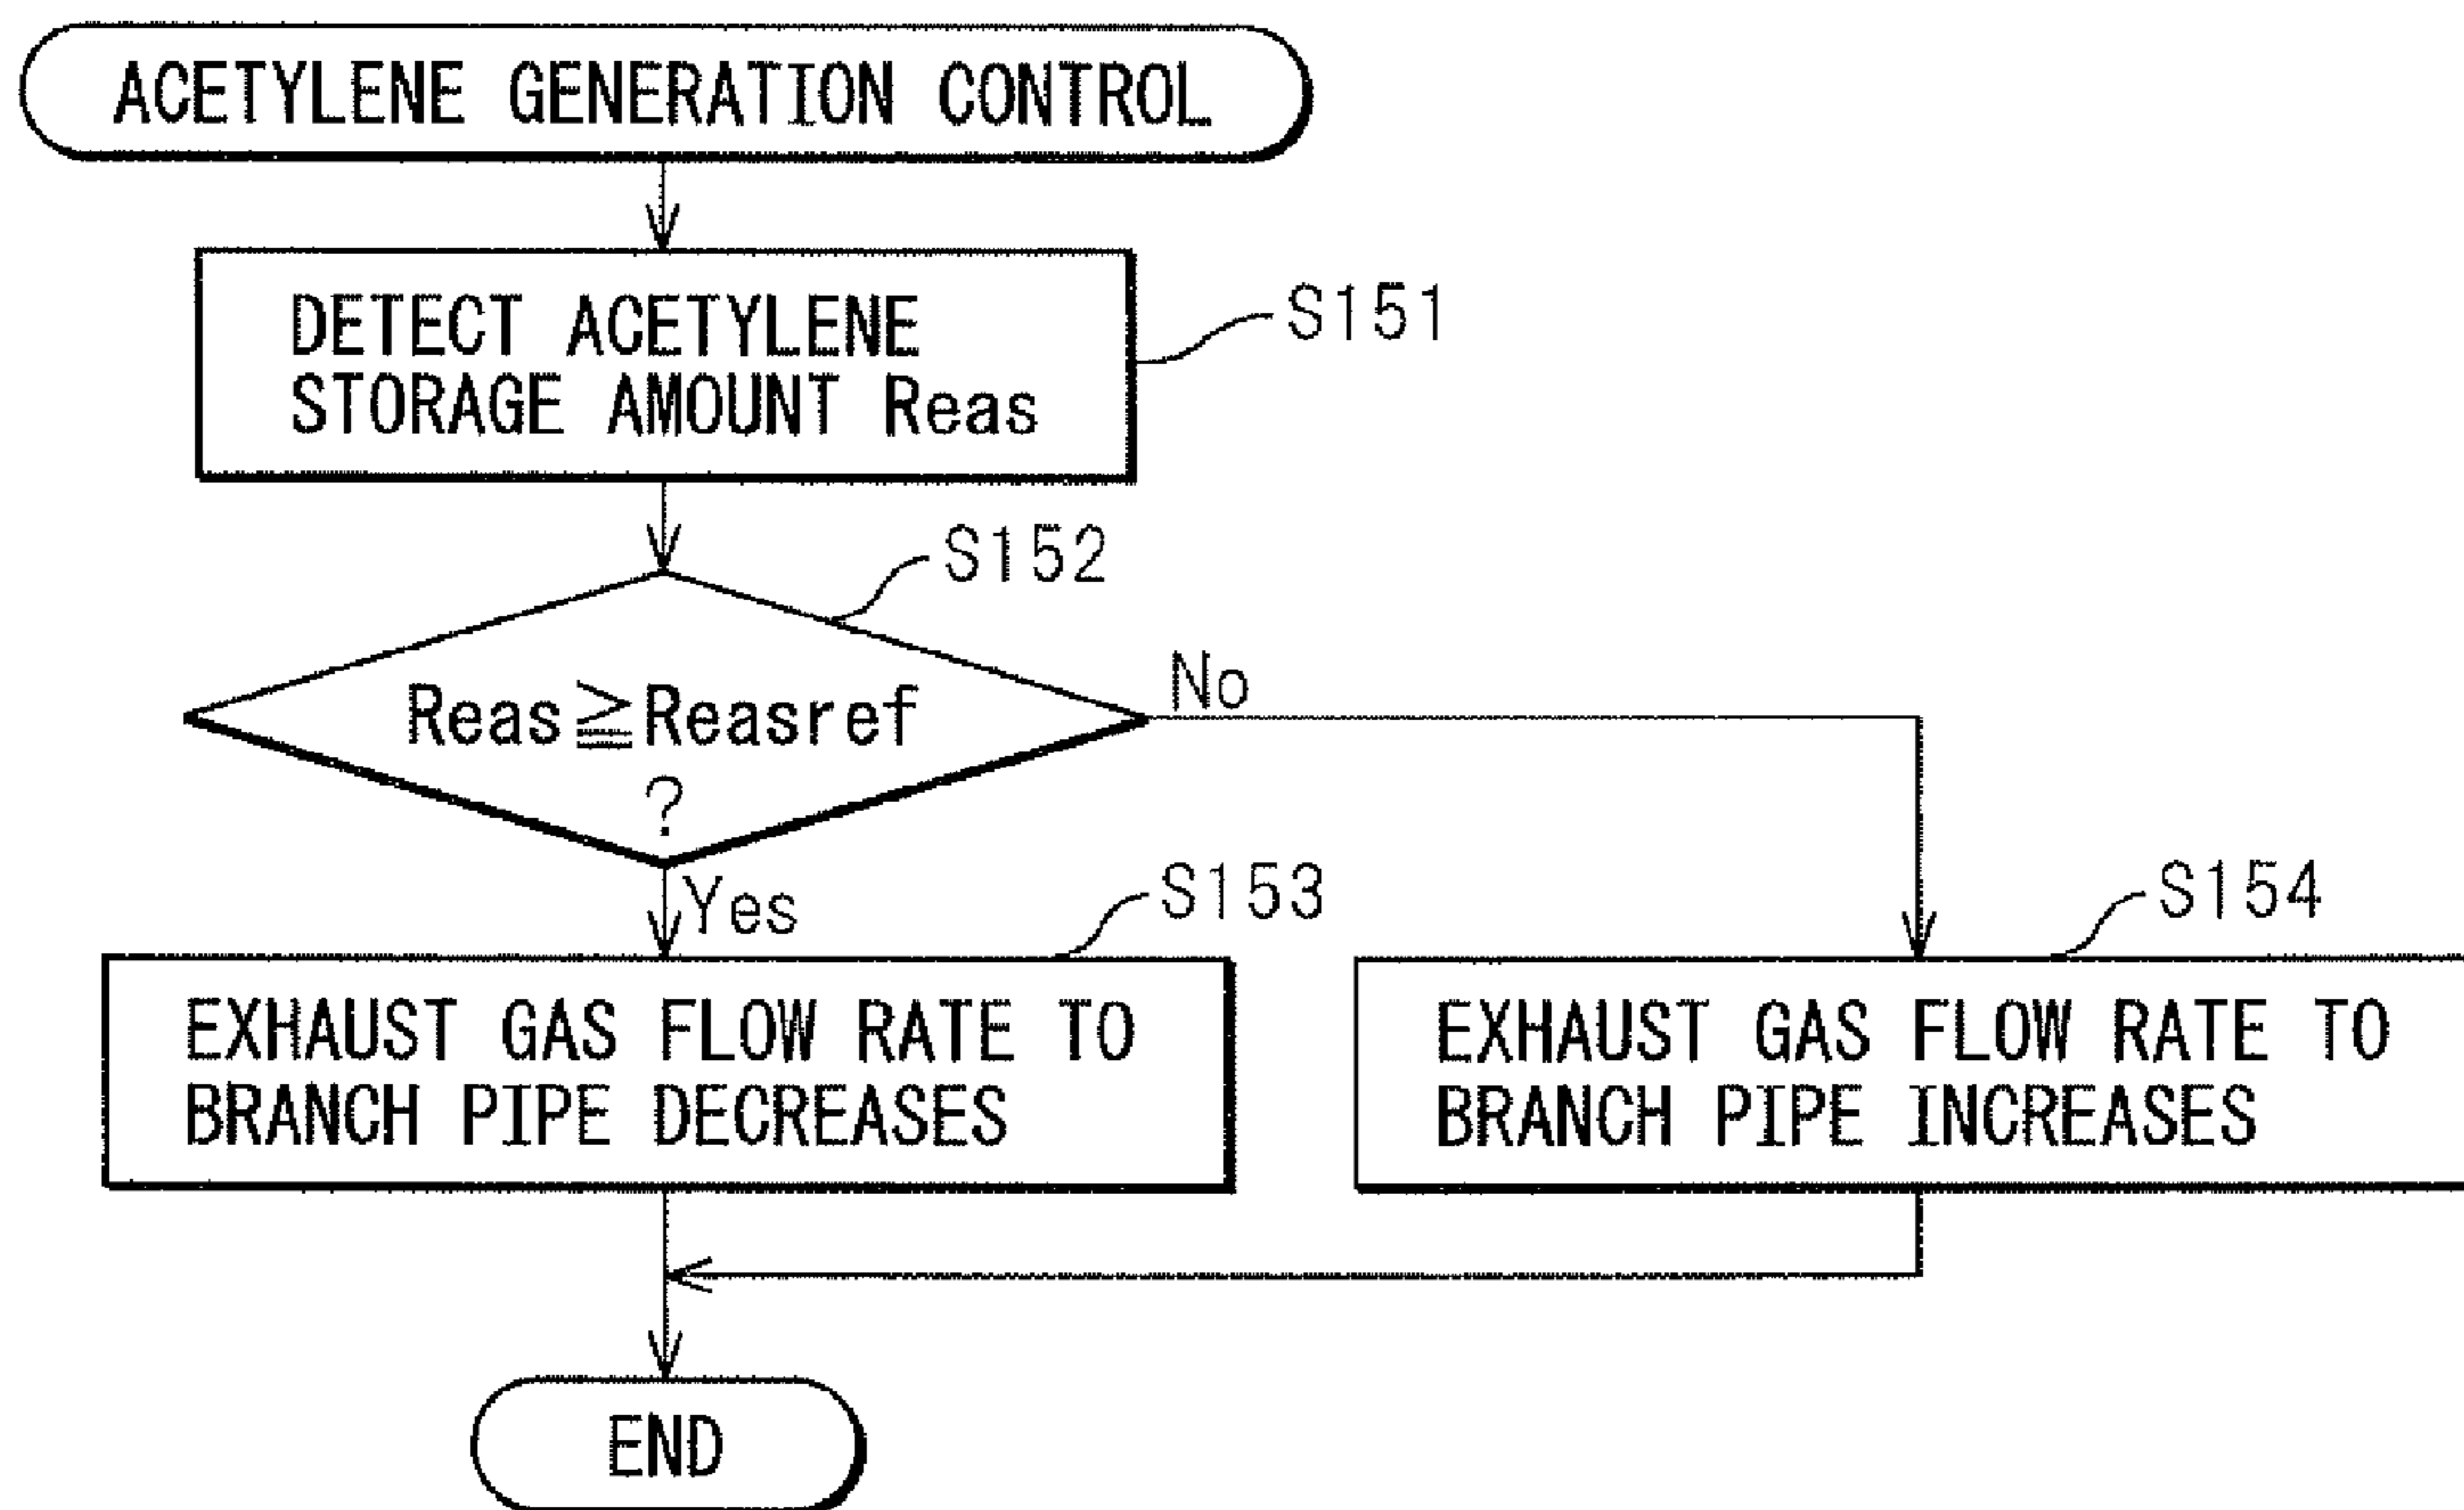 ACETYLENE GENERATION CONTROL
DETECT ACETYLENE
STORAGE AMOUNT Reas
S151
S152
Reas≧Reasref
?
No
Yes
S153
EXHAUST GAS FLOW RATE TO
BRANCH PIPE DECREASES
S154
EXHAUST GAS FLOW RATE TO
BRANCH PIPE INCREASES
END